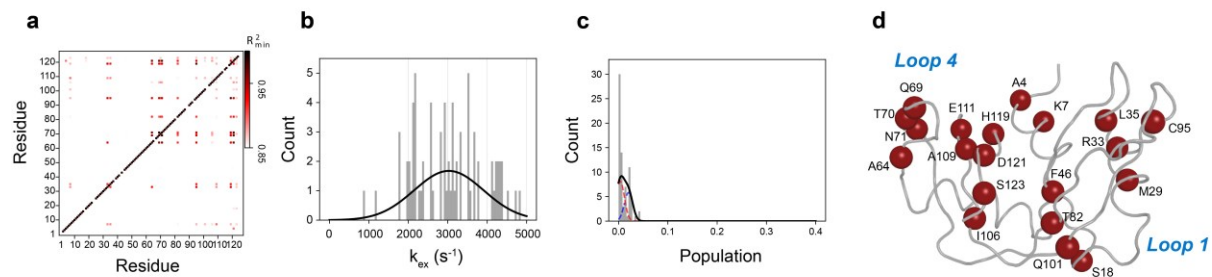 a
R²min
0.95
0.85
Residue
120
110
100
90
80
70
60
50
40
30
20
10
1
1 10 20 30 40 50 60 70 80 90 100 120
Residue
b
Count
6
5
4
3
2
1
0
0 1000 2000 3000 4000 5000
kex (s⁻¹)
c
Count
30
25
20
15
10
5
0
0.0 0.1 0.2 0.3 0.4
Population
d
Loop 4
Q69
T70
N71
A64
E111
A109
H119
D121
S123
I106
A4
K7
L35
C95
R33
F46
M29
T82
Q101
S18
Loop 1